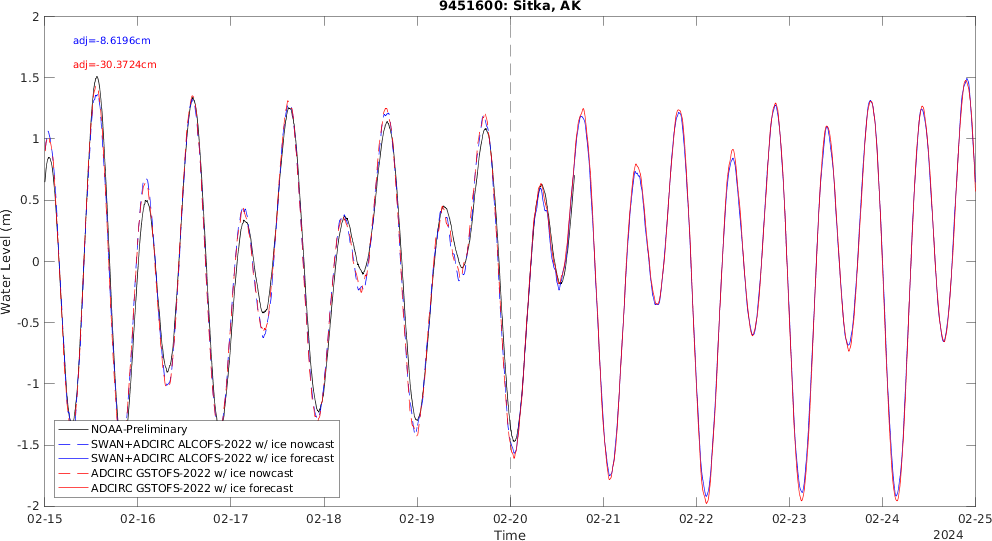 9451600: Sitka, AK
adj=-8.6196cm
adj=-30.3724cm
2
1.5
1
0.5
0
-0.5
-1
-1.5
-2
Water Level (m)
NOAA-Preliminary
SWAN+ADCIRC ALCOFS-2022 w/ ice nowcast
SWAN+ADCIRC ALCOFS-2022 w/ ice forecast
ADCIRC GSTOFS-2022 w/ ice nowcast
ADCIRC GSTOFS-2022 w/ ice forecast
02-15 02-16 02-17 02-18 02-19 02-20 02-21 02-22 02-23 02-24 02-25
Time
2024